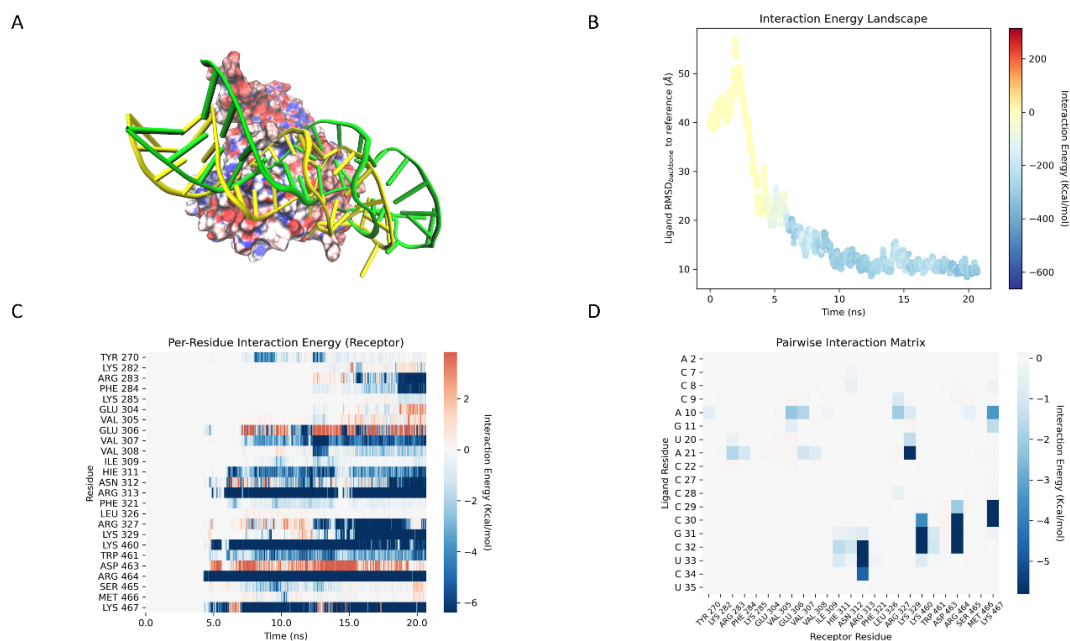 A
B
Interaction Energy Landscape
Ligand RMSDbackbone to reference (Å)
50
40
30
20
10
0
5
10
15
20
Time (ns)
200
0
−200
−400
−600
Interaction Energy (Kcal/mol)
C
Per-Residue Interaction Energy (Receptor)
Residue
TYR 270
LYS 282
ARG 283
PHE 284
LYS 285
GLU 304
VAL 305
GLU 306
VAL 307
VAL 308
ILE 309
HIE 311
ASN 312
ARG 313
PHE 321
LEU 326
ARG 327
LYS 329
LYS 460
TRP 461
ASP 463
ARG 464
SER 465
MET 466
LYS 467
0.0
5.0
10.0
15.0
20.0
Time (ns)
2
0
−2
−4
−6
Interaction Energy (Kcal/mol)
D
Pairwise Interaction Matrix
Ligand Residue
A 2
C 7
C 8
C 9
A 10
G 11
U 20
A 21
C 22
C 27
C 28
C 29
C 30
G 31
C 32
U 33
C 34
U 35
TYR 270
LYS 282
ARG 283
PHE 284
LYS 285
GLU 304
VAL 305
GLU 306
VAL 307
VAL 308
ILE 309
HIE 311
ASN 312
ARG 313
PHE 321
LEU 326
ARG 327
LYS 329
LYS 460
TRP 461
ASP 463
ARG 464
SER 465
MET 466
LYS 467
Receptor Residue
0
−1
−2
−3
−4
−5
Interaction Energy (Kcal/mol)